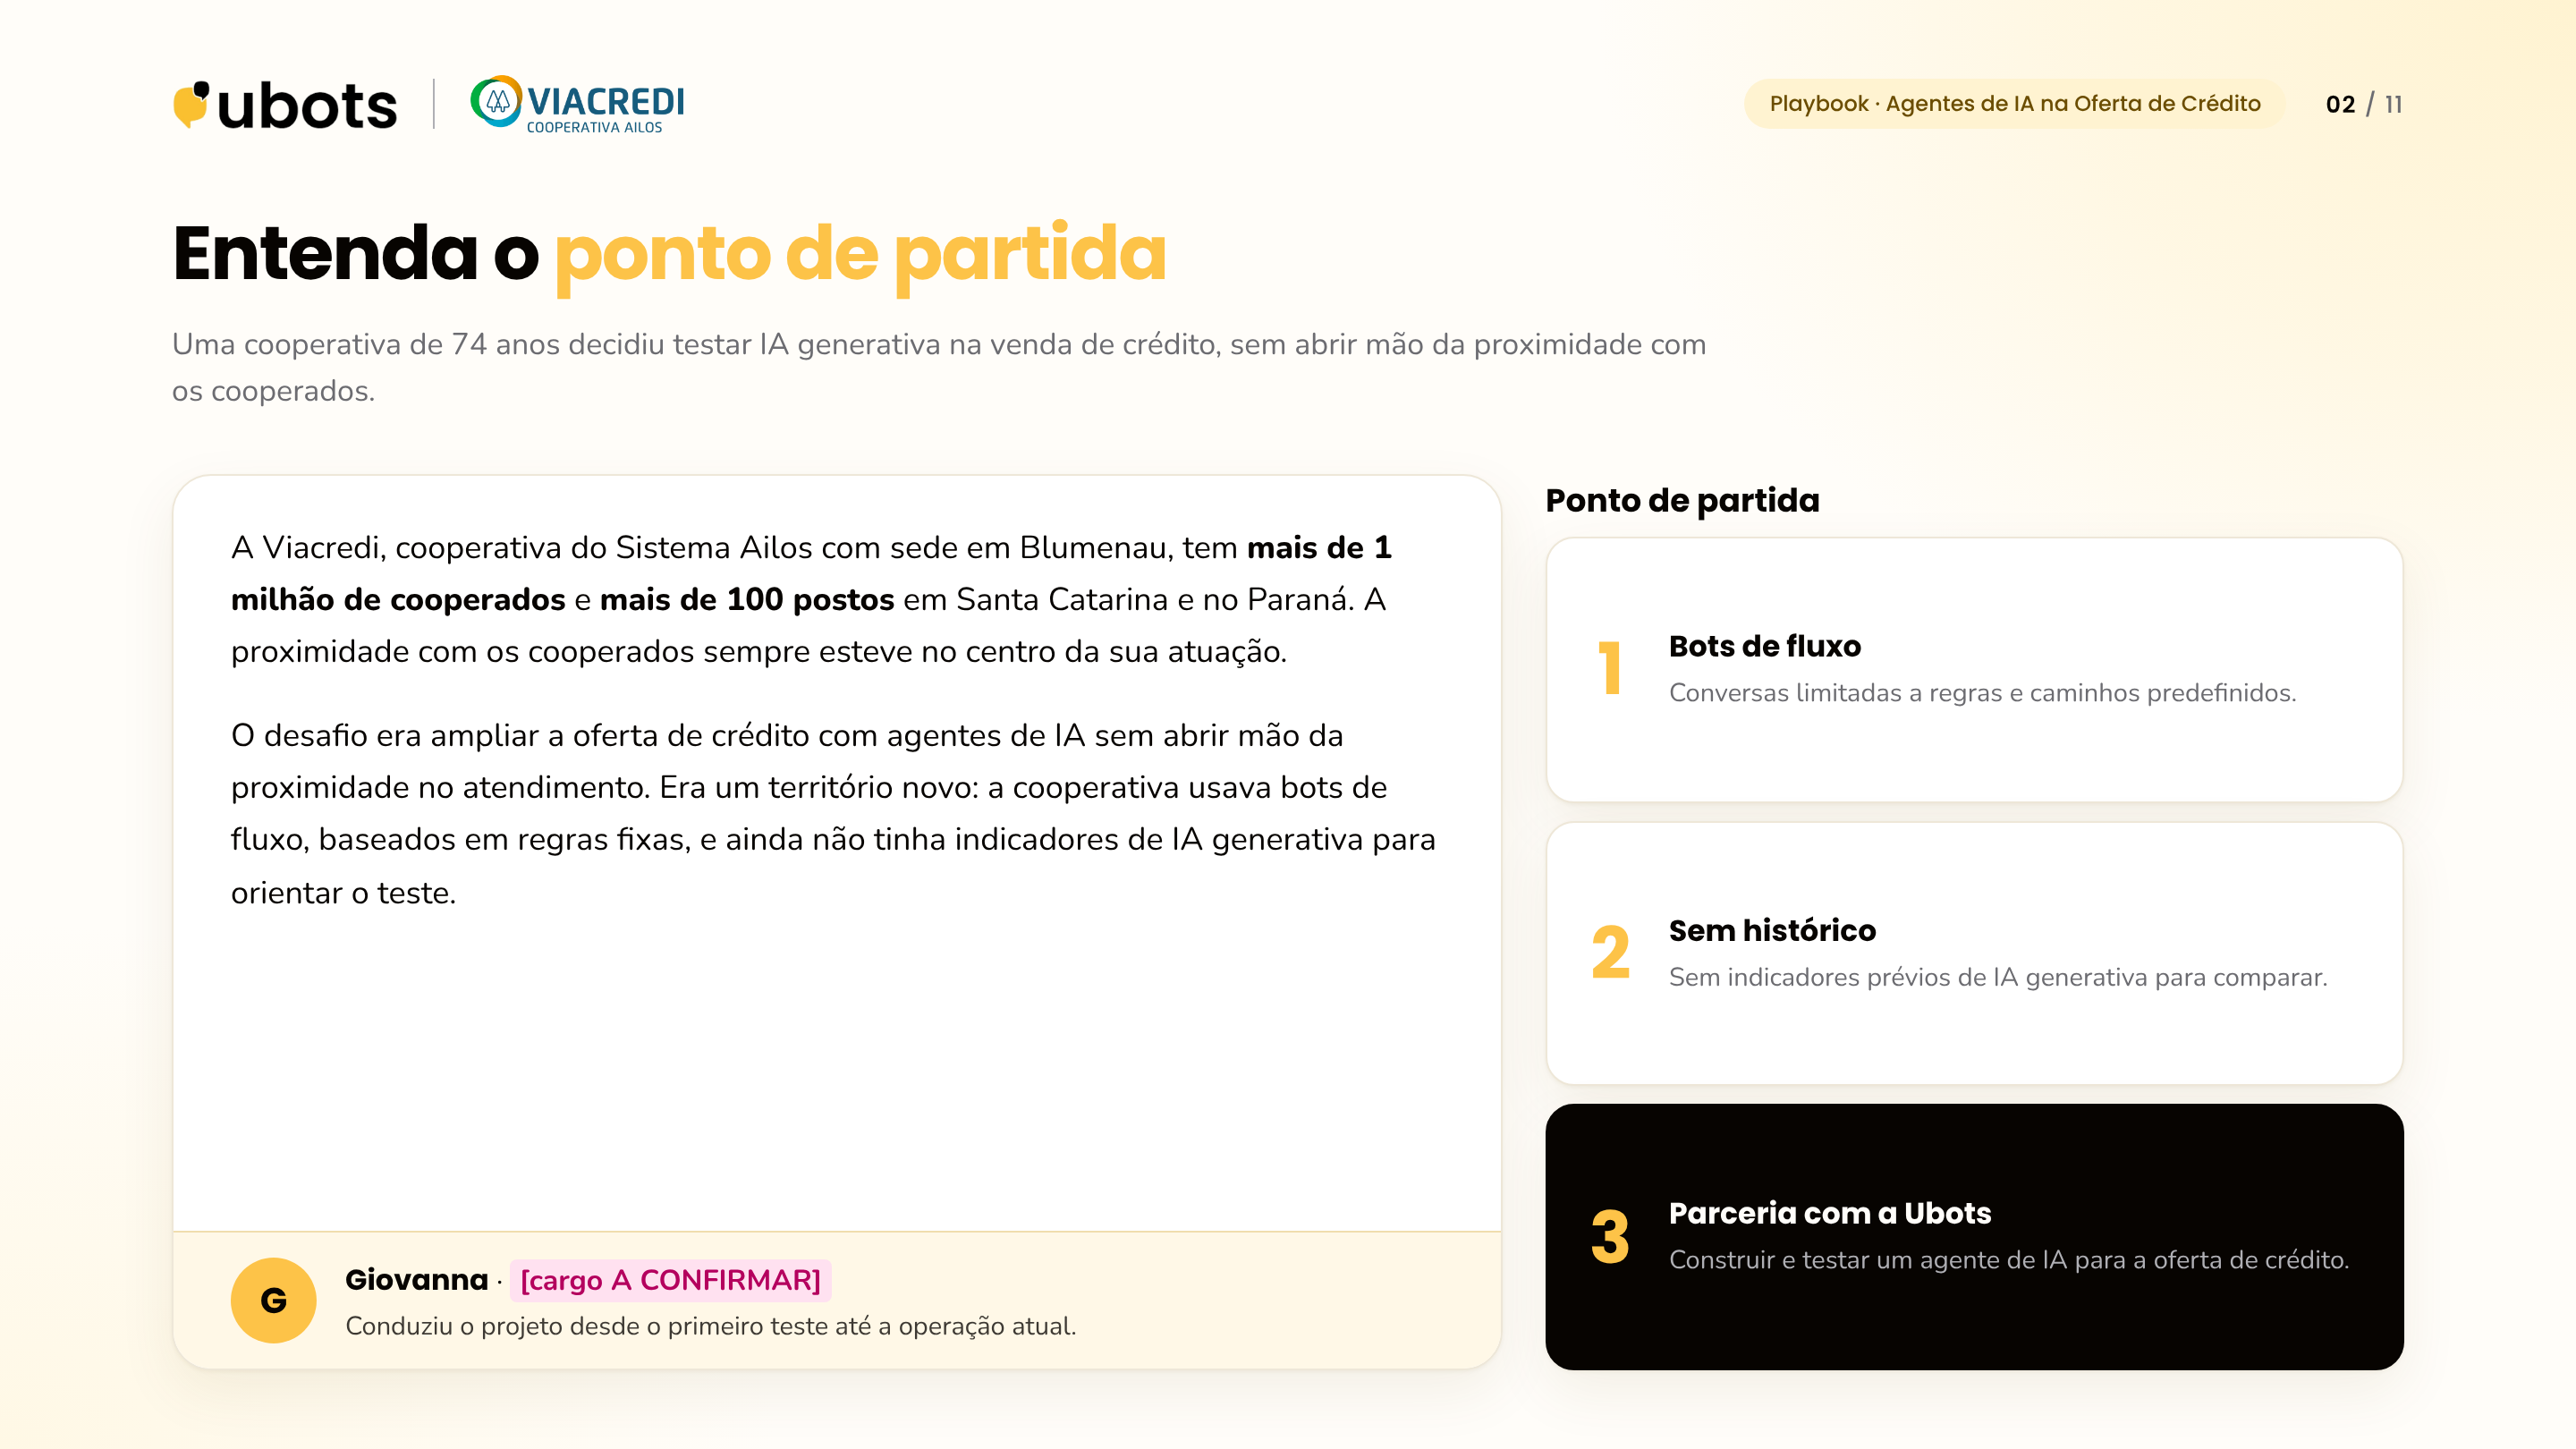 ubots
VIACREDI
COOPERATIVA AILOS
Playbook · Agentes de IA na Oferta de Crédito
02 / 11
Entenda o ponto de partida
Uma cooperativa de 74 anos decidiu testar IA generativa na venda de crédito, sem abrir mão da proximidade com
os cooperados.
A Viacredi, cooperativa do Sistema Ailos com sede em Blumenau, tem mais de 1
milhão de cooperados e mais de 100 postos em Santa Catarina e no Paraná. A
proximidade com os cooperados sempre esteve no centro da sua atuação.
O desafio era ampliar a oferta de crédito com agentes de IA sem abrir mão da
proximidade no atendimento. Era um território novo: a cooperativa usava bots de
fluxo, baseados em regras fixas, e ainda não tinha indicadores de IA generativa para
orientar o teste.
G
Giovanna · [cargo A CONFIRMAR]
Conduziu o projeto desde o primeiro teste até a operação atual.
Ponto de partida
1
Bots de fluxo
Conversas limitadas a regras e caminhos predefinidos.
2
Sem histórico
Sem indicadores prévios de IA generativa para comparar.
3
Parceria com a Ubots
Construir e testar um agente de IA para a oferta de crédito.